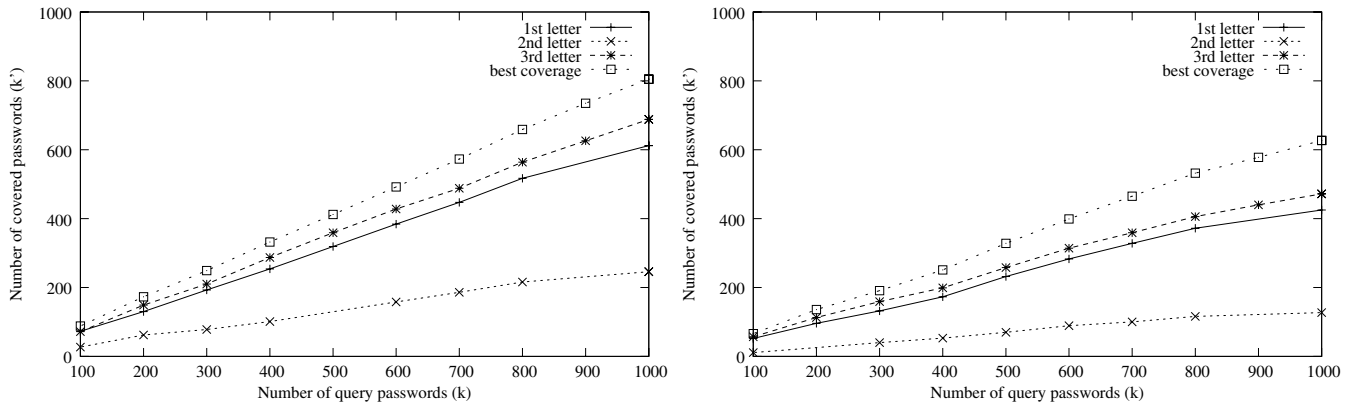 1000
800
600
400
200
0
Number of covered passwords (k')
1st letter
2nd letter
3rd letter
best coverage
100 200 300 400 500 600 700 800 900 1000
Number of query passwords (k)
1000
800
600
400
200
0
Number of covered passwords (k')
1st letter
2nd letter
3rd letter
best coverage
100 200 300 400 500 600 700 800 900 1000
Number of query passwords (k)